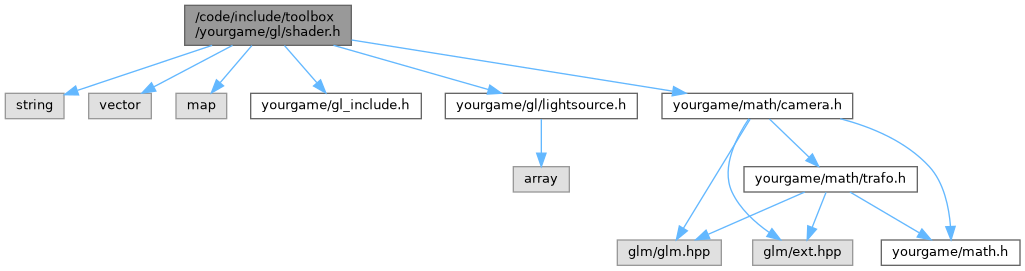 /code/include/toolbox
/yourgame/gl/shader.h
string
vector
map
yourgame/gl_include.h
yourgame/gl/lightsource.h
yourgame/math/camera.h
array
yourgame/math/trafo.h
glm/glm.hpp
glm/ext.hpp
yourgame/math.h